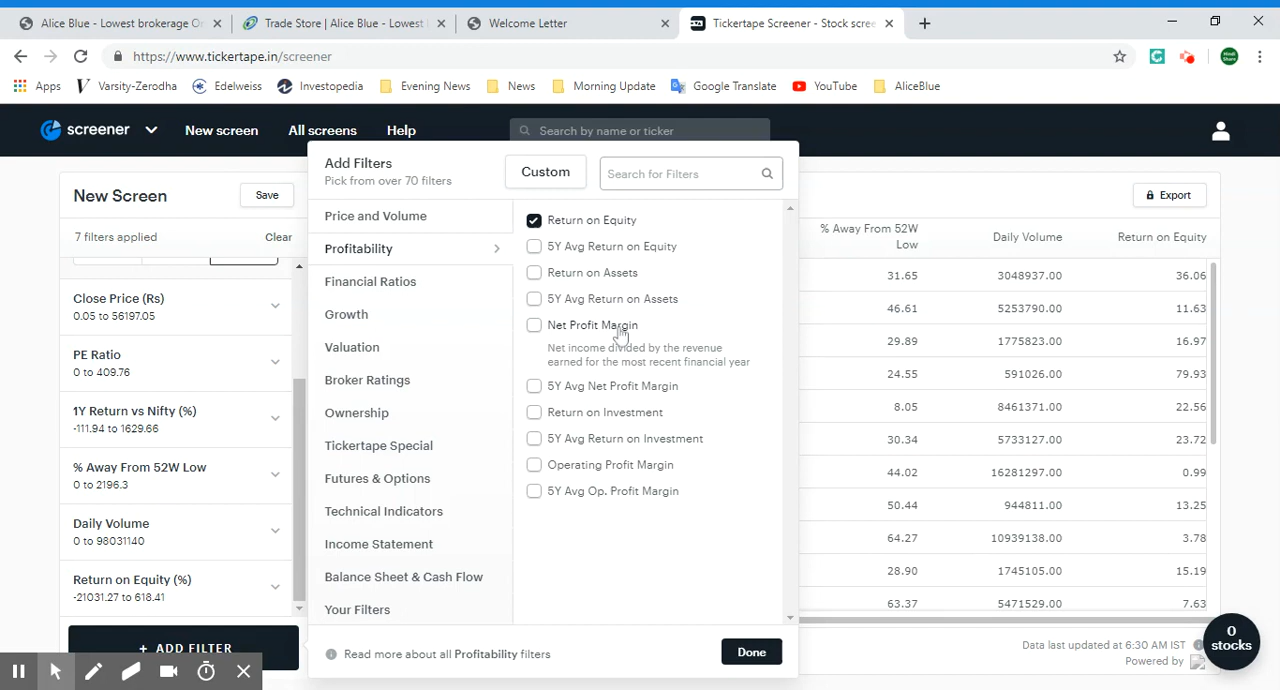 Alice Blue - Lowest brokerage On
Trade Store | Alice Blue - Lowest
Welcome Letter
Tickertape Screener - Stock scree
https://www.tickertape.in/screener
Apps
Varsity-Zerodha
Edelweiss
Investopedia
Evening News
News
Morning Update
Google Translate
YouTube
AliceBlue
screener
New screen
All screens
Help
Search by name or ticker
New Screen
Save
7 filters applied
Clear
Close Price (Rs)
0.05 to 56197.05
PE Ratio
0 to 409.76
1Y Return vs Nifty (%)
-111.94 to 1629.66
% Away From 52W Low
0 to 2196.3
Daily Volume
0 to 98031140
Return on Equity (%)
-21031.27 to 618.41
+ ADD FILTER
Add Filters
Pick from over 70 filters
Custom
Search for Filters
Price and Volume
Profitability
Financial Ratios
Growth
Valuation
Broker Ratings
Ownership
Tickertape Special
Futures & Options
Technical Indicators
Income Statement
Balance Sheet & Cash Flow
Your Filters
Return on Equity
5Y Avg Return on Equity
Return on Assets
5Y Avg Return on Assets
Net Profit Margin
Net income divided by the revenue
earned for the most recent financial year
5Y Avg Net Profit Margin
Return on Investment
5Y Avg Return on Investment
Operating Profit Margin
5Y Avg Op. Profit Margin
Read more about all Profitability filters
Done
Export
% Away From 52W
Low
Daily Volume
Return on Equity
31.65 3048937.00 36.06
46.61 5253790.00 11.63
29.89 1775823.00 16.97
24.55 591026.00 79.93
8.05 8461371.00 22.56
30.34 5733127.00 23.72
44.02 16281297.00 0.99
50.44 944811.00 13.25
64.27 10939138.00 3.78
28.90 1745105.00 15.19
63.37 5471529.00 7.63
Data last updated at 6:30 AM IST
Powered by
0
stocks